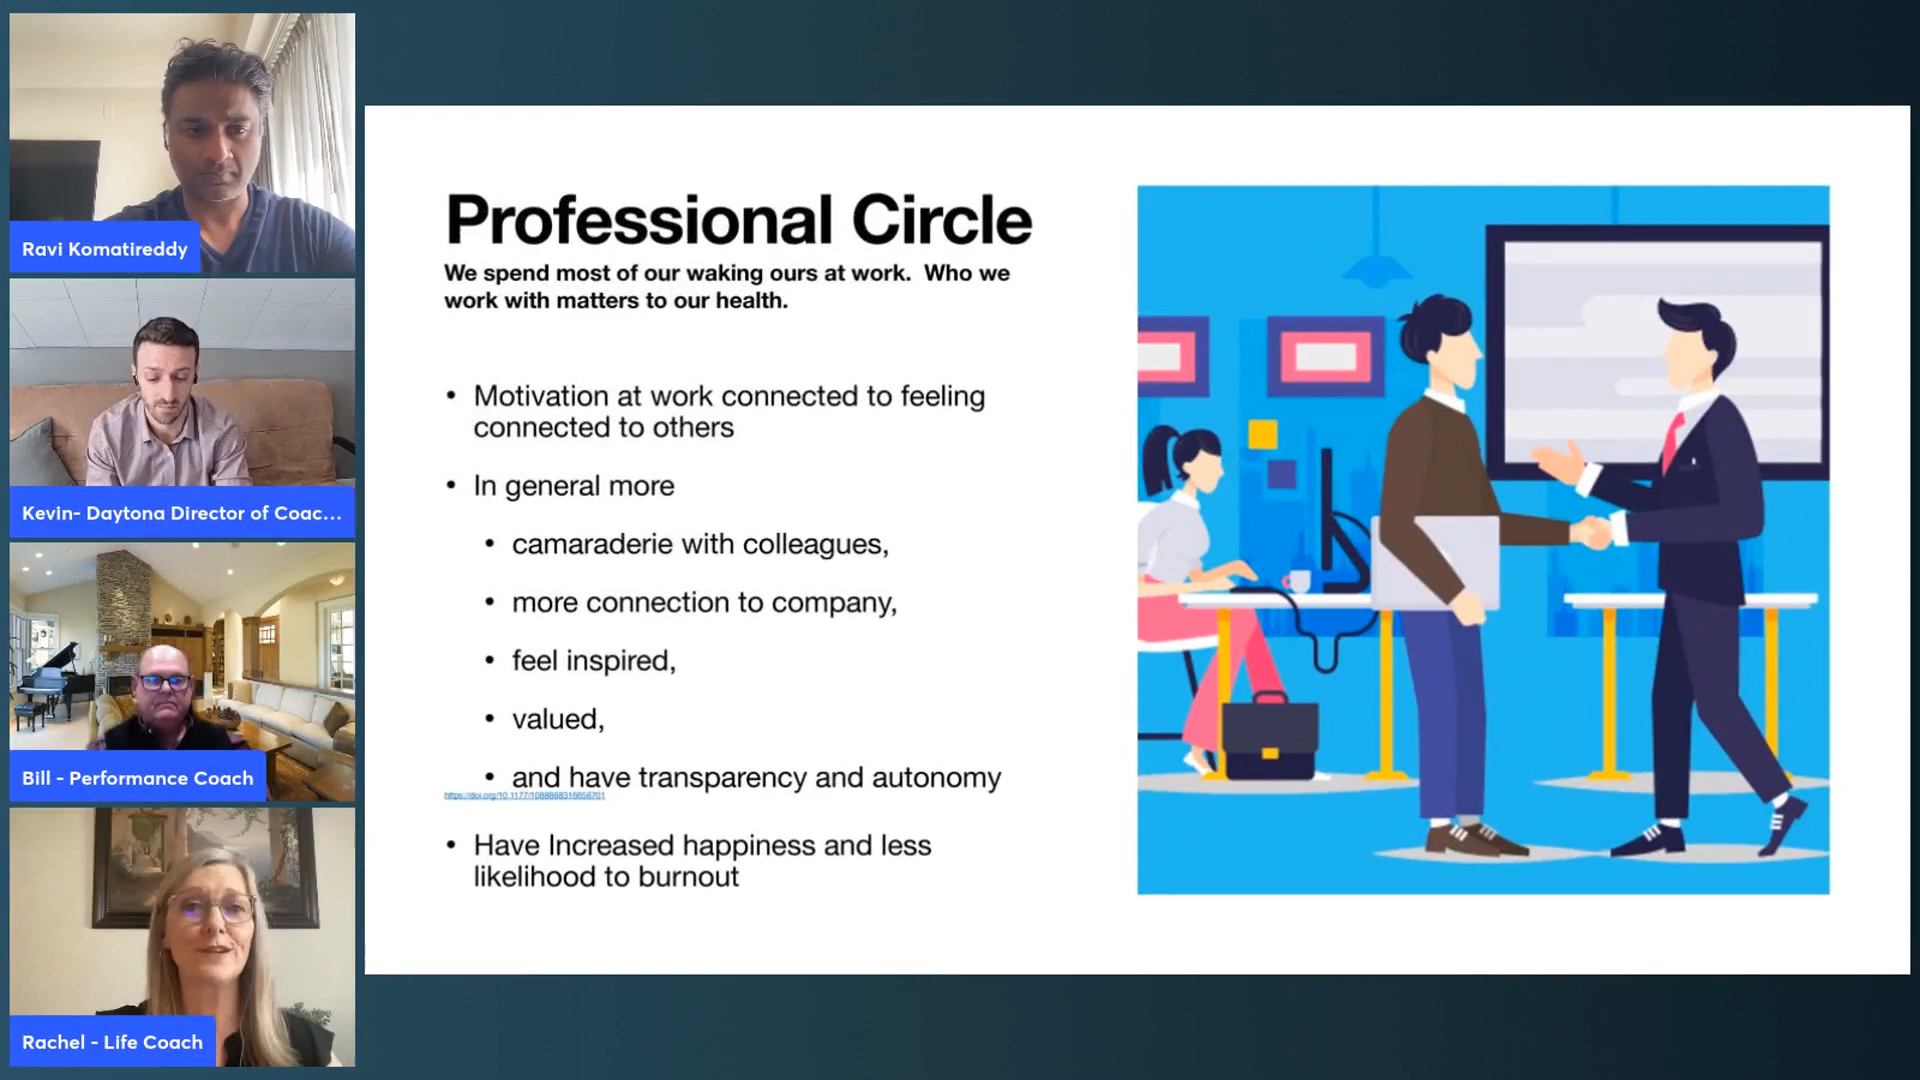 Ravi Komatireddy
Kevin- Daytona Director of Coac...
Bill - Performance Coach
Rachel - Life Coach
Professional Circle
We spend most of our waking ours at work. Who we
work with matters to our health.
• Motivation at work connected to feeling
connected to others
• In general more
• camaraderie with colleagues,
• more connection to company,
• feel inspired,
• valued,
• and have transparency and autonomy
• Have Increased happiness and less
likelihood to burnout